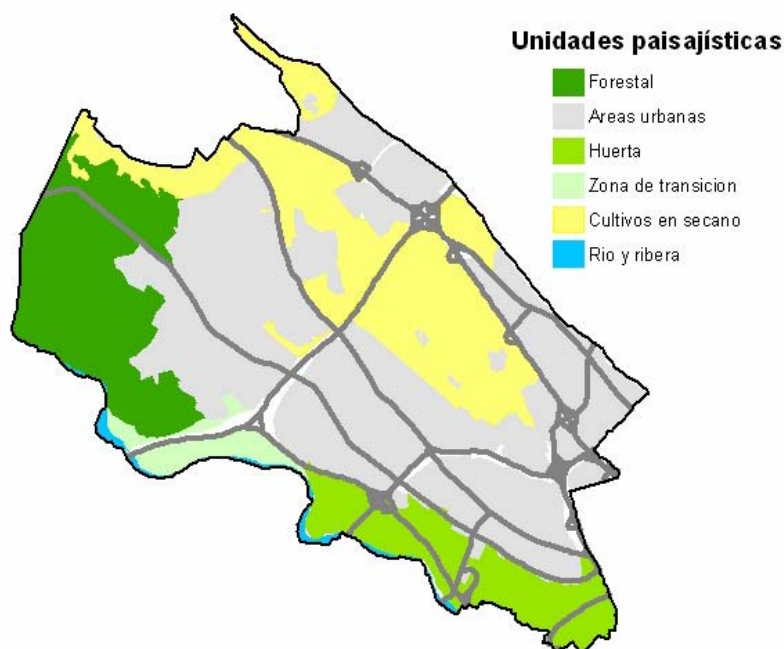 Unidades paisajísticas
Forestal
Areas urbanas
Huerta
Zona de transicion
Cultivos en secano
Rio y ribera